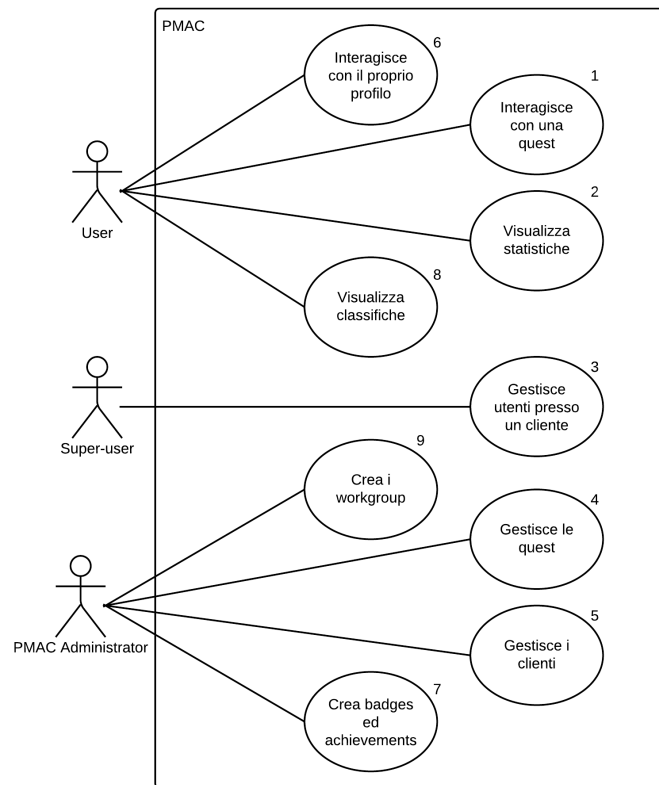 PMAC
6
Interagisce
con il proprio
profilo
1
Interagisce
con una
quest
User
2
Visualizza
statistiche
8
Visualizza
classifiche
3
Gestisce
utenti presso
un cliente
Super-user
9
Crea i
workgroup
4
Gestisce le
quest
PMAC Administrator
5
Gestisce i
clienti
7
Crea badges
ed
achievements